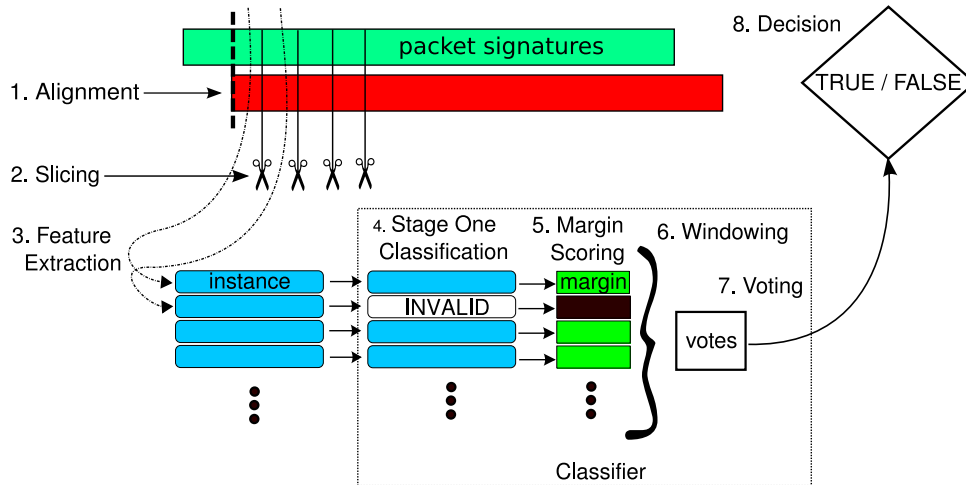 8. Decision
packet signatures
TRUE / FALSE
1. Alignment
2. Slicing
3. Feature
Extraction
4. Stage One
Classification
5. Margin
Scoring
6. Windowing
instance
margin
7. Voting
INVALID
votes
Classifier